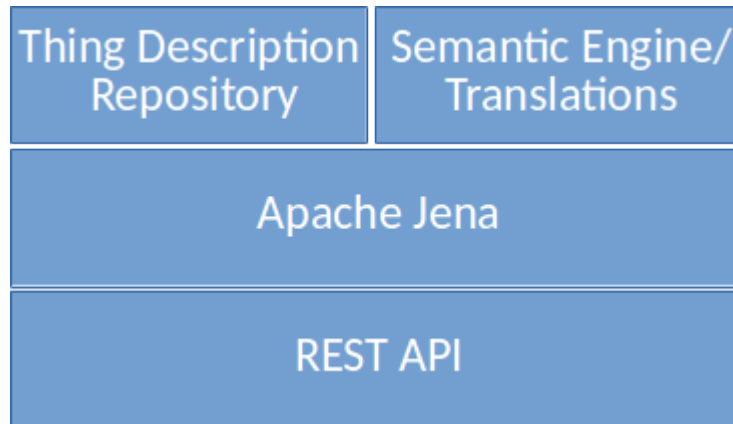 Thing Description
Repository
Semantic Engine/
Translations
Apache Jena
REST API